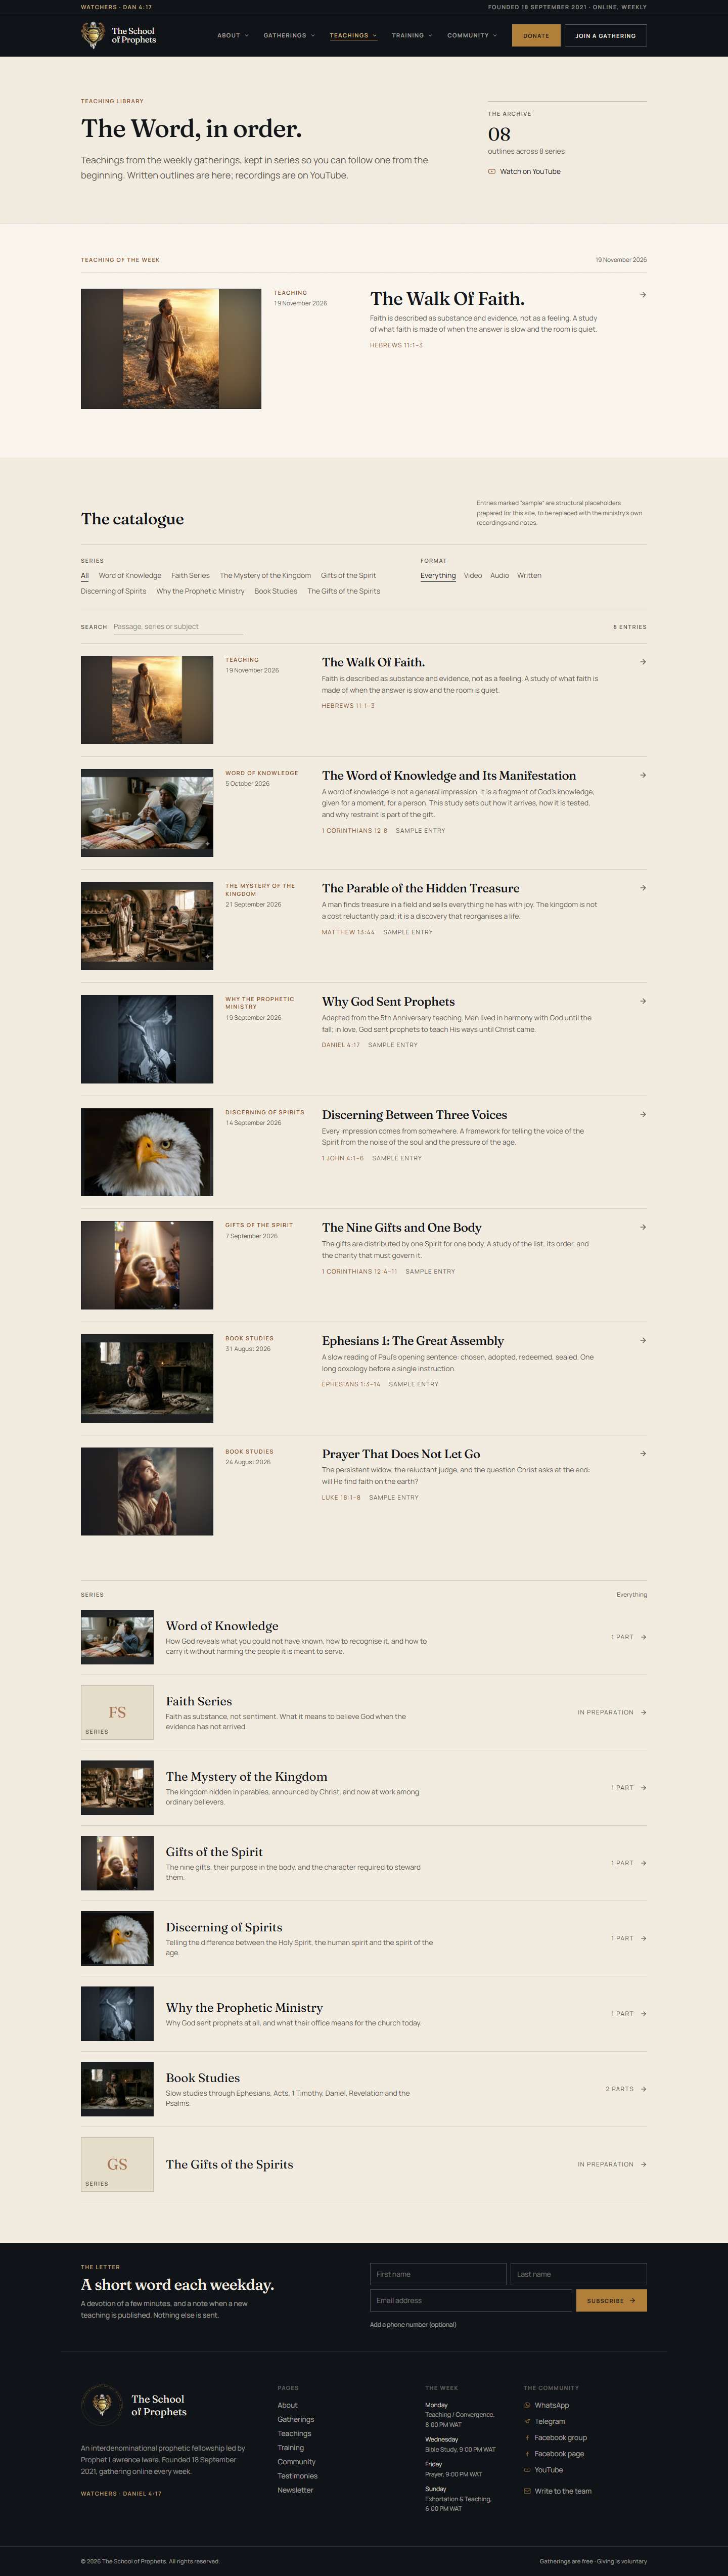 WATCHERS · DAN 4:17
FOUNDED 18 SEPTEMBER 2021 · ONLINE, WEEKLY
The School
of Prophets
ABOUT
GATHERINGS
TEACHINGS
TRAINING
COMMUNITY
DONATE
JOIN A GATHERING
TEACHING LIBRARY
The Word, in order.
Teachings from the weekly gatherings, kept in series so you can follow one from the
beginning. Written outlines are here; recordings are on YouTube.
THE ARCHIVE
08
outlines across 8 series
Watch on YouTube
TEACHING OF THE WEEK
19 November 2026
TEACHING
19 November 2026
The Walk Of Faith.
Faith is described as substance and evidence, not as a feeling. A study
of what faith is made of when the answer is slow and the room is quiet.
HEBREWS 11:1–3
The catalogue
Entries marked "sample" are structural placeholders
prepared for this site, to be replaced with the ministry's own
recordings and notes.
SERIES
All
Word of Knowledge
Faith Series
The Mystery of the Kingdom
Gifts of the Spirit
Discerning of Spirits
Why the Prophetic Ministry
Book Studies
The Gifts of the Spirits
FORMAT
Everything
Video
Audio
Written
SEARCH
Passage, series or subject
8 ENTRIES
TEACHING
19 November 2026
The Walk Of Faith.
Faith is described as substance and evidence, not as a feeling. A study of what faith is
made of when the answer is slow and the room is quiet.
HEBREWS 11:1–3
WORD OF KNOWLEDGE
5 October 2026
The Word of Knowledge and Its Manifestation
A word of knowledge is not a general impression. It is a fragment of God's knowledge,
given for a moment, for a person. This study sets out how it arrives, how it is tested,
and why restraint is part of the gift.
1 CORINTHIANS 12:8
SAMPLE ENTRY
THE MYSTERY OF THE
KINGDOM
21 September 2026
The Parable of the Hidden Treasure
A man finds treasure in a field and sells everything he has with joy. The kingdom is not
a cost reluctantly paid; it is a discovery that reorganises a life.
MATTHEW 13:44
SAMPLE ENTRY
WHY THE PROPHETIC
MINISTRY
19 September 2026
Why God Sent Prophets
Adapted from the 5th Anniversary teaching. Man lived in harmony with God until the
fall; in love, God sent prophets to teach His ways until Christ came.
DANIEL 4:17
SAMPLE ENTRY
DISCERNING OF SPIRITS
14 September 2026
Discerning Between Three Voices
Every impression comes from somewhere. A framework for telling the voice of the
Spirit from the noise of the soul and the pressure of the age.
1 JOHN 4:1–6
SAMPLE ENTRY
GIFTS OF THE SPIRIT
7 September 2026
The Nine Gifts and One Body
The gifts are distributed by one Spirit for one body. A study of the list, its order, and
the charity that must govern it.
1 CORINTHIANS 12:4–11
SAMPLE ENTRY
BOOK STUDIES
31 August 2026
Ephesians 1: The Great Assembly
A slow reading of Paul's opening sentence: chosen, adopted, redeemed, sealed. One
long doxology before a single instruction.
EPHESIANS 1:3–14
SAMPLE ENTRY
BOOK STUDIES
24 August 2026
Prayer That Does Not Let Go
The persistent widow, the reluctant judge, and the question Christ asks at the end:
will He find faith on the earth?
LUKE 18:1–8
SAMPLE ENTRY
SERIES
Everything
Word of Knowledge
How God reveals what you could not have known, how to recognise it, and how to
carry it without harming the people it is meant to serve.
1 PART
FS
SERIES
Faith Series
Faith as substance, not sentiment. What it means to believe God when the
evidence has not arrived.
IN PREPARATION
The Mystery of the Kingdom
The kingdom hidden in parables, announced by Christ, and now at work among
ordinary believers.
1 PART
Gifts of the Spirit
The nine gifts, their purpose in the body, and the character required to steward
them.
1 PART
Discerning of Spirits
Telling the difference between the Holy Spirit, the human spirit and the spirit of the
age.
1 PART
Why the Prophetic Ministry
Why God sent prophets at all, and what their office means for the church today.
1 PART
Book Studies
Slow studies through Ephesians, Acts, 1 Timothy, Daniel, Revelation and the
Psalms.
2 PARTS
GS
SERIES
The Gifts of the Spirits
IN PREPARATION
THE LETTER
A short word each weekday.
A devotion of a few minutes, and a note when a new
teaching is published. Nothing else is sent.
First name
Last name
Email address
SUBSCRIBE
Add a phone number (optional)
The School
of Prophets
An interdenominational prophetic fellowship led by
Prophet Lawrence Iwara. Founded 18 September
2021, gathering online every week.
WATCHERS · DANIEL 4:17
PAGES
About
Gatherings
Teachings
Training
Community
Testimonies
Newsletter
THE WEEK
Monday
Teaching / Convergence,
8:00 PM WAT
Wednesday
Bible Study, 9:00 PM WAT
Friday
Prayer, 9:00 PM WAT
Sunday
Exhortation & Teaching,
6:00 PM WAT
THE COMMUNITY
WhatsApp
Telegram
Facebook group
Facebook page
YouTube
Write to the team
© 2026 The School of Prophets. All rights reserved.
Gatherings are free · Giving is voluntary